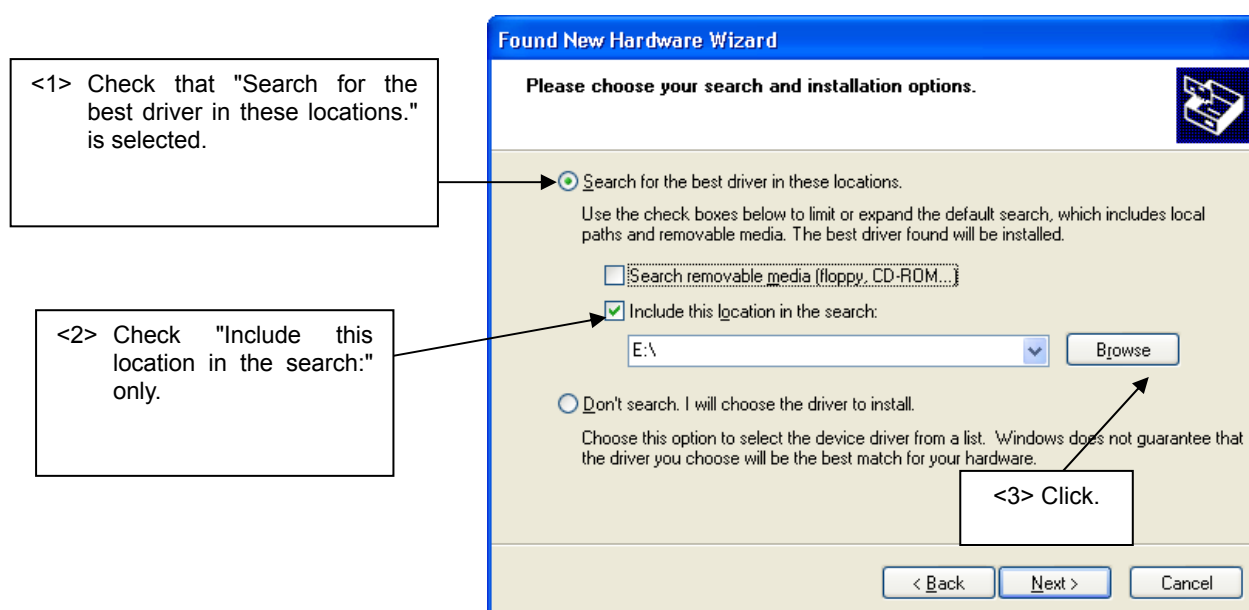 Found New Hardware Wizard
Please choose your search and installation options.
<1> Check that "Search for the
best driver in these locations."
is selected.
Search for the best driver in these locations.
Use the check boxes below to limit or expand the default search, which includes local
paths and removable media. The best driver found will be installed.
Search removable media (floppy, CD-ROM...)
Include this location in the search:
<2> Check "Include this
location in the search:"
only.
E:\
Browse
Don't search. I will choose the driver to install.
Choose this option to select the device driver from a list. Windows does not guarantee that
the driver you choose will be the best match for your hardware.
<3> Click.
< Back
Next >
Cancel